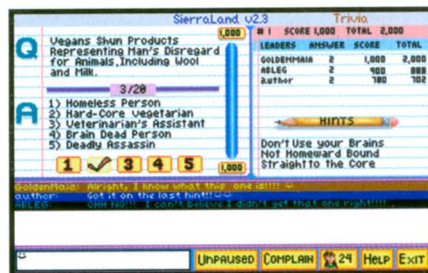 SierraLand v2.3
Trivia
Q
Vegans Shun Products
Representing Man's Disregard
for Animals, Including Wool
and Milk.
3/20
A
1) Homeless Person
2) Hard-Core Vegetarian
3) Veterinarian's Assistant
4) Brain Dead Person
5) Deadly Assassin
1 3 4 5
1,000
1,000
# 1 SCORE 1,000 TOTAL 2,000
LEADERS ANSWER SCORE TOTAL
GOLDENMAIA 2 1,000 2,000
ABLEG 2 900 888
author 2 780 702
HINTS
Don't Use your Brains
Not Homeward Bound
Straight to the Core
GoldenMaia: Alright, I know what this one is!!!!
author: Got it on the last hint!!
ABLEG: OHH NO!!! I can't believe I didn't get that one right!!!!
UNPAUSED COMPLAIN 24 HELP EXIT